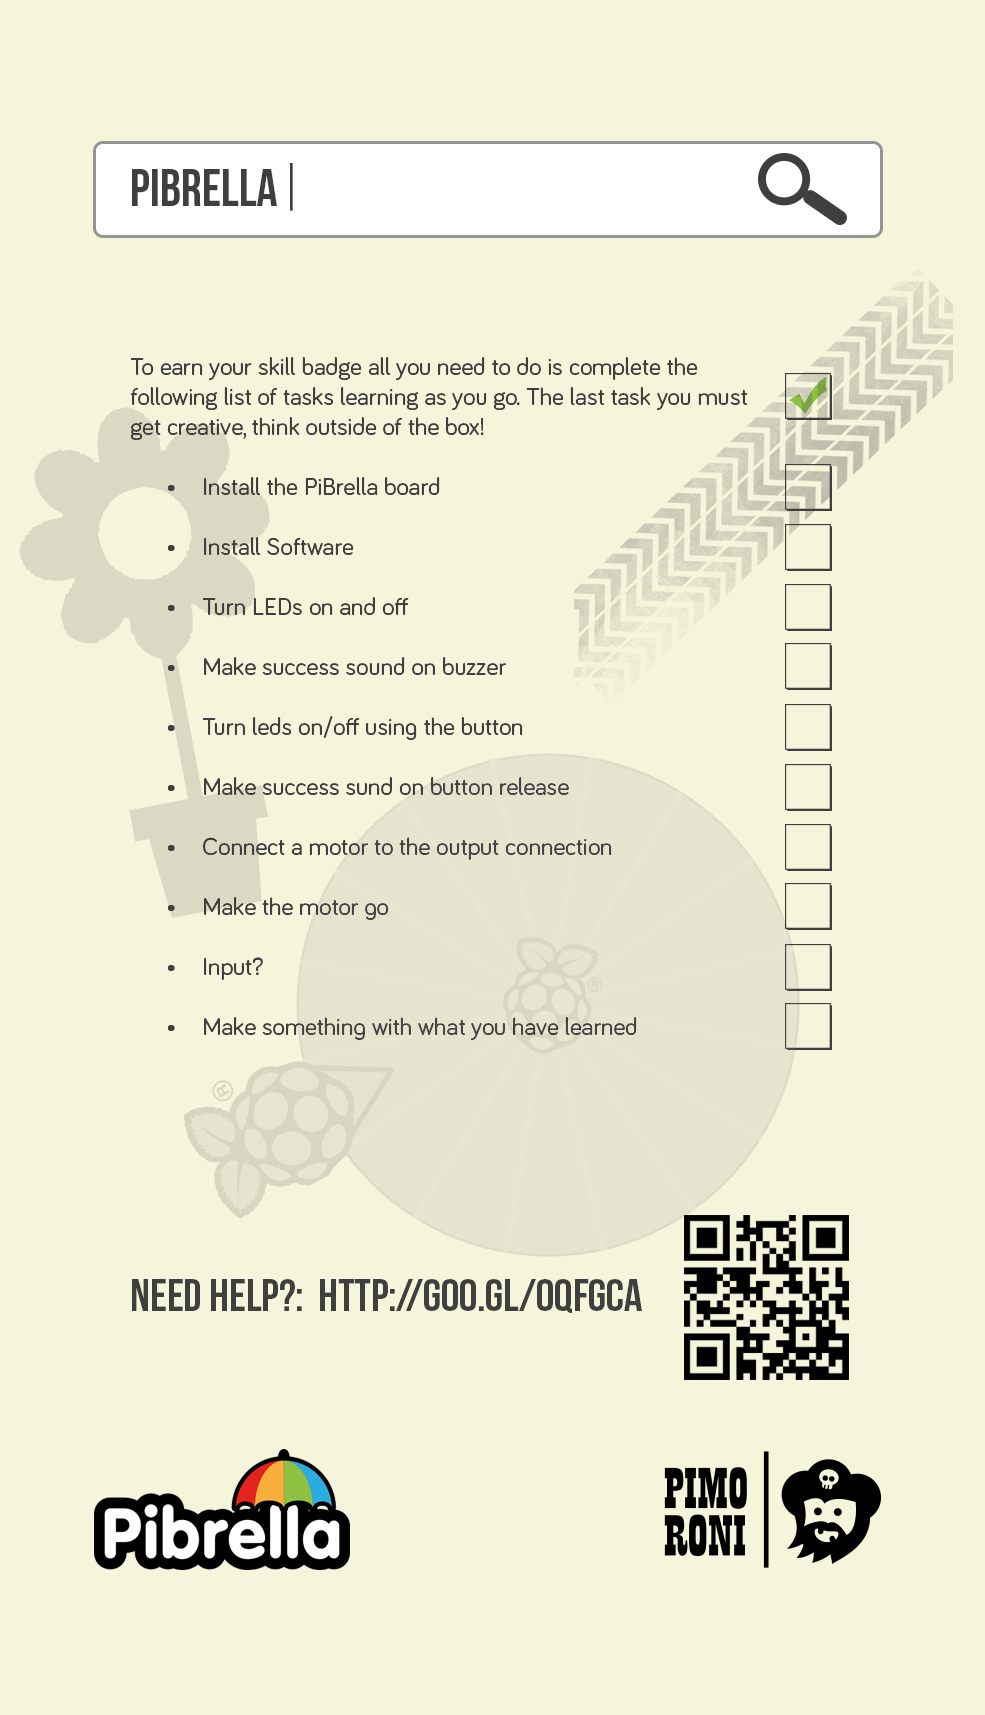 PIBRELLA
To earn your skill badge all you need to do is complete the
following list of tasks learning as you go. The last task you must
get creative, think outside of the box!
• Install the PiBrella board
• Install Software
• Turn LEDs on and off
• Make success sound on buzzer
• Turn leds on/off using the button
• Make success sund on button release
• Connect a motor to the output connection
• Make the motor go
• Input?
• Make something with what you have learned
®
®
NEED HELP?: HTTP://GOO.GL/OQFGCA
Pibrella
PIMO
RONI